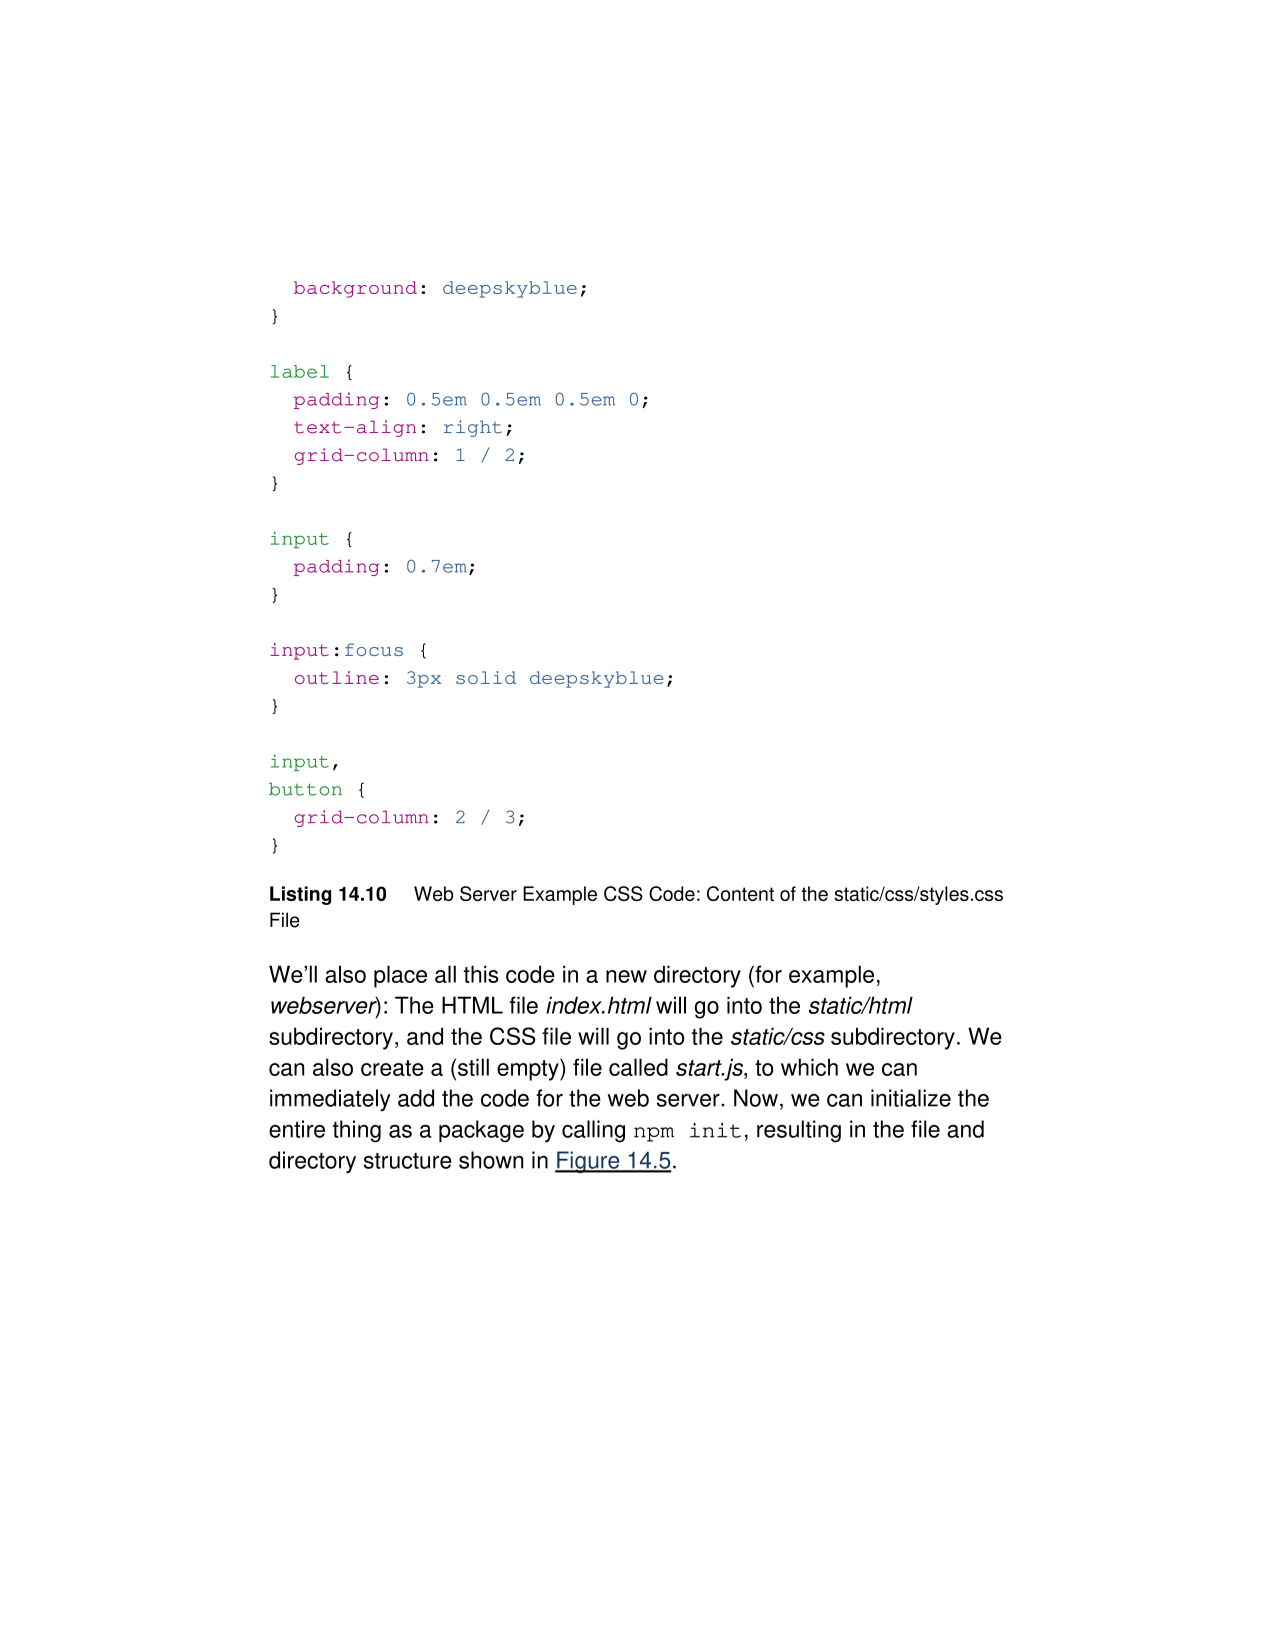 background: deepskyblue;
}
label {
padding: 0.5em 0.5em 0.5em 0;
text-align: right;
grid-column: 1 / 2;
}
input {
padding: 0.7em;
}
input:focus {
outline: 3px solid deepskyblue;
}
input,
button {
grid-column: 2 / 3;
}
Listing 14.10 Web Server Example CSS Code: Content of the static/css/styles.css
File
We’ll also place all this code in a new directory (for example,
webserver): The HTML file index.html will go into the static/html
subdirectory, and the CSS file will go into the static/css subdirectory. We
can also create a (still empty) file called start.js, to which we can
immediately add the code for the web server. Now, we can initialize the
entire thing as a package by calling npm init, resulting in the file and
directory structure shown in Figure 14.5.